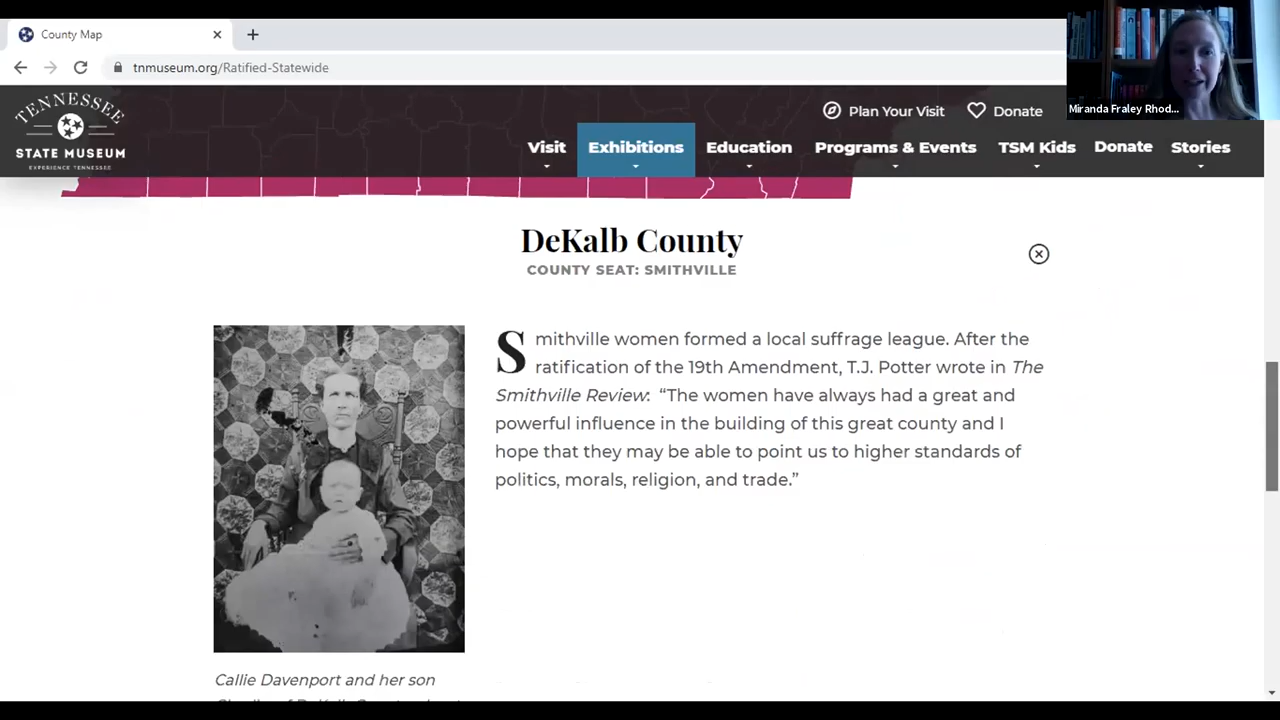 County Map
tnmuseum.org/Ratified-Statewide
Miranda Fraley Rhod...
TENNESSEE
STATE MUSEUM
EXPERIENCE TENNESSEE
Plan Your Visit
Donate
Visit
Exhibitions
Education
Programs & Events
TSM Kids
Donate
Stories
DeKalb County
COUNTY SEAT: SMITHVILLE
Smithville women formed a local suffrage league. After the
ratification of the 19th Amendment, T.J. Potter wrote in The
Smithville Review: “The women have always had a great and
powerful influence in the building of this great county and I
hope that they may be able to point us to higher standards of
politics, morals, religion, and trade.”
Callie Davenport and her son